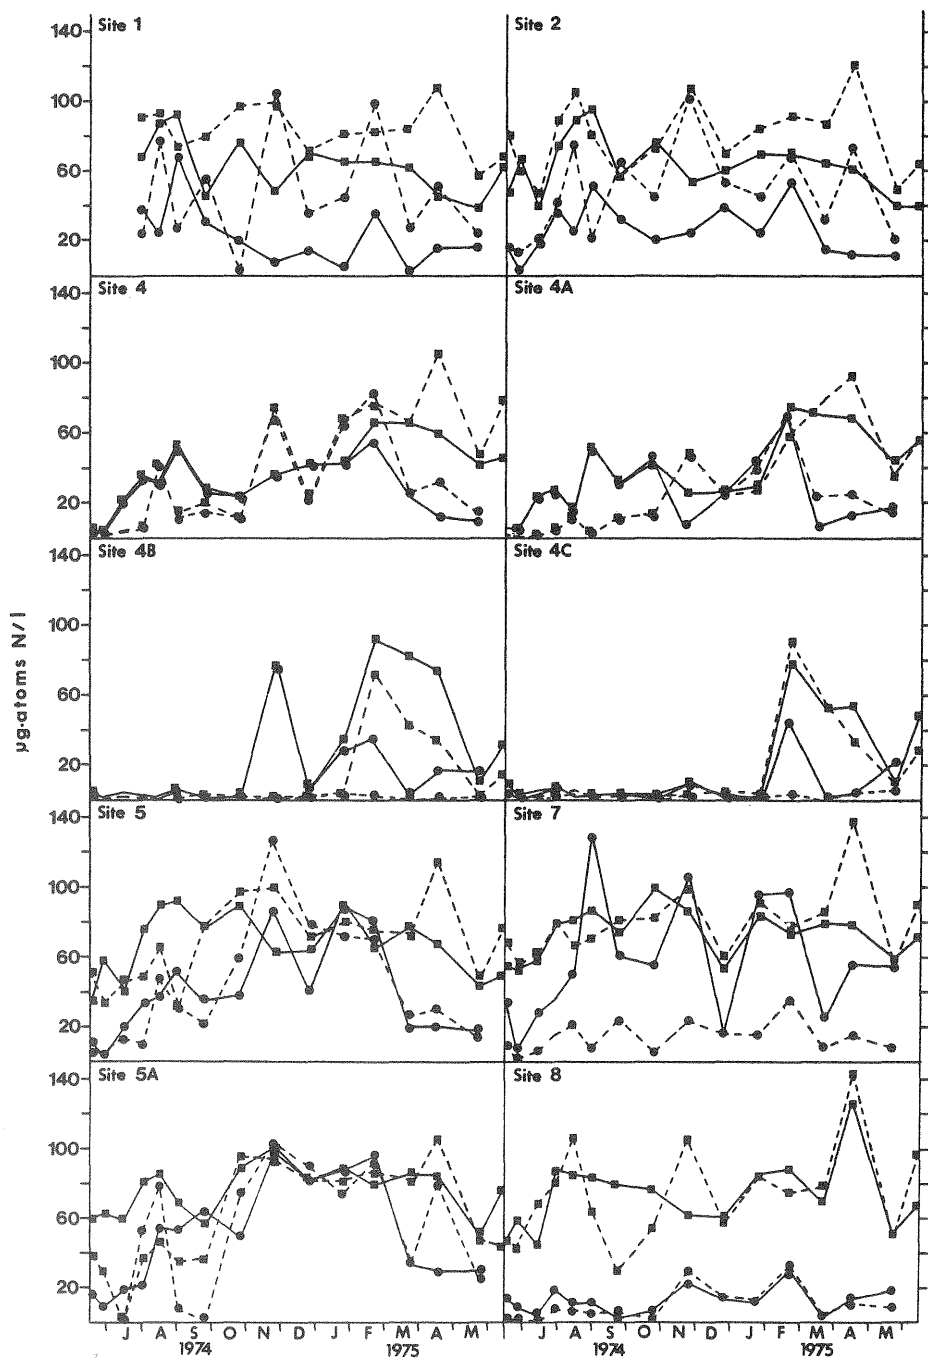 Site 1
Site 2
140
100
60
20
Site 4
Site 4A
140
100
60
20
Site 4B
Site 4C
140
100
60
20
µg-atoms N/l
Site 5
Site 7
140
100
60
20
Site 5A
Site 8
140
100
60
20
J A S O N D J F M A M J A S O N D J F M A M
1974 1975 1974 1975